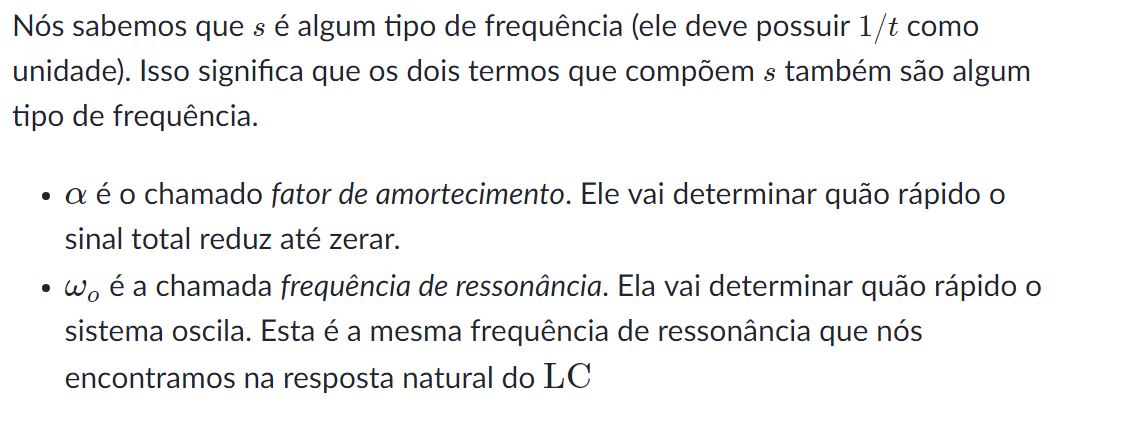 Nós sabemos que s é algum tipo de frequência (ele deve possuir 1/t como
unidade). Isso significa que os dois termos que compõem s também são algum
tipo de frequência.
• α é o chamado fator de amortecimento. Ele vai determinar quão rápido o
sinal total reduz até zerar.
• ωₒ é a chamada frequência de ressonância. Ela vai determinar quão rápido o
sistema oscila. Esta é a mesma frequência de ressonância que nós
encontramos na resposta natural do LC